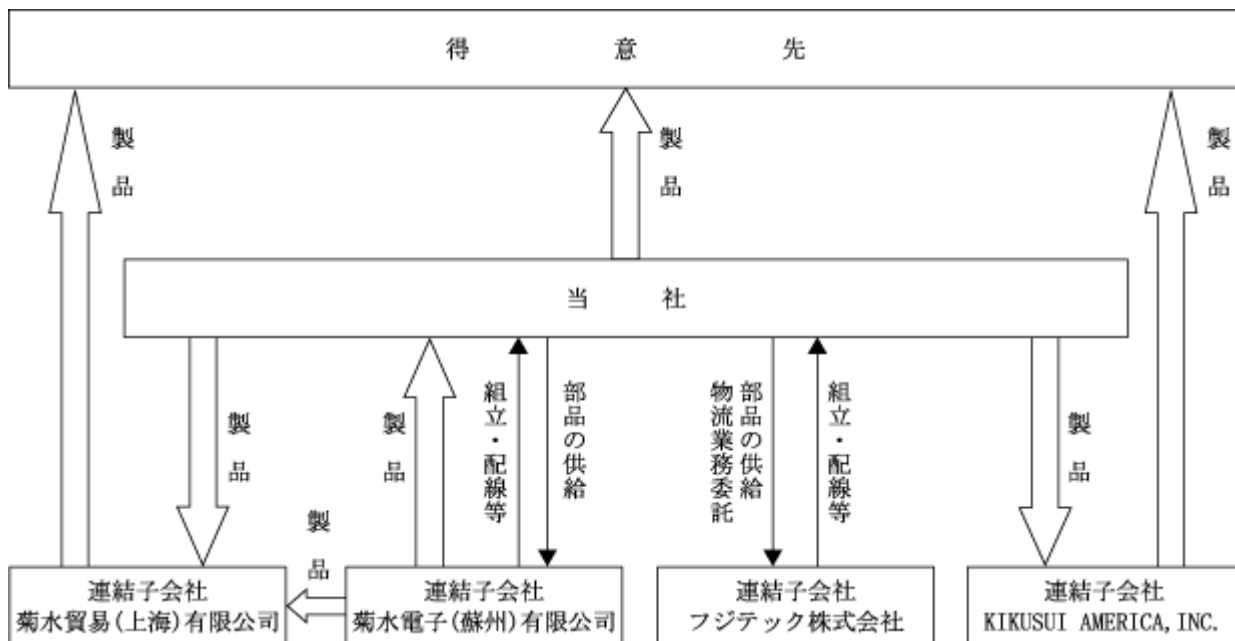 得意先
製品
製品
製品
当社
製品
製品
組立・配線等
部品の供給
部品の供給
物流業務委託
組立・配線等
製品
製品
連結子会社
菊水貿易(上海)有限公司
連結子会社
菊水電子(蘇州)有限公司
連結子会社
フジテック株式会社
連結子会社
KIKUSUI AMERICA,INC.